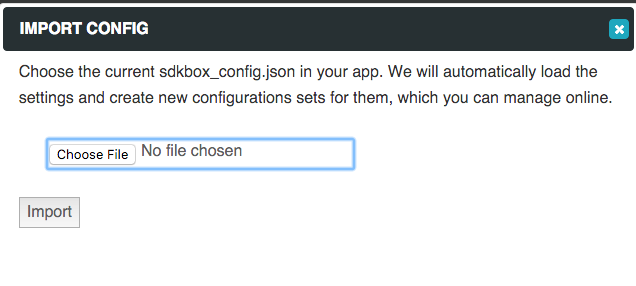 IMPORT CONFIG
Choose the current sdkbox_config.json in your app. We will automatically load the
settings and create new configurations sets for them, which you can manage online.
Choose File No file chosen
Import